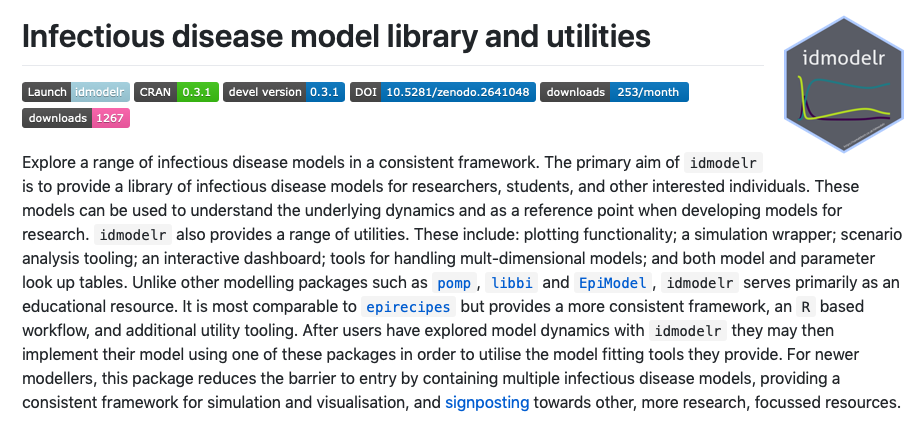 Infectious disease model library and utilities
idmodelr
Launch idmodelr CRAN 0.3.1 devel version 0.3.1 DOI 10.5281/zenodo.2641048 downloads 253/month
downloads 1267
Explore a range of infectious disease models in a consistent framework. The primary aim of idmodelr
is to provide a library of infectious disease models for researchers, students, and other interested individuals. These
models can be used to understand the underlying dynamics and as a reference point when developing models for
research. idmodelr also provides a range of utilities. These include: plotting functionality; a simulation wrapper; scenario
analysis tooling; an interactive dashboard; tools for handling mult-dimensional models; and both model and parameter
look up tables. Unlike other modelling packages such as pomp , libbi and EpiModel , idmodelr serves primarily as an
educational resource. It is most comparable to epirecipes but provides a more consistent framework, an R based
workflow, and additional utility tooling. After users have explored model dynamics with idmodelr they may then
implement their model using one of these packages in order to utilise the model fitting tools they provide. For newer
modellers, this package reduces the barrier to entry by containing multiple infectious disease models, providing a
consistent framework for simulation and visualisation, and signposting towards other, more research, focussed resources.